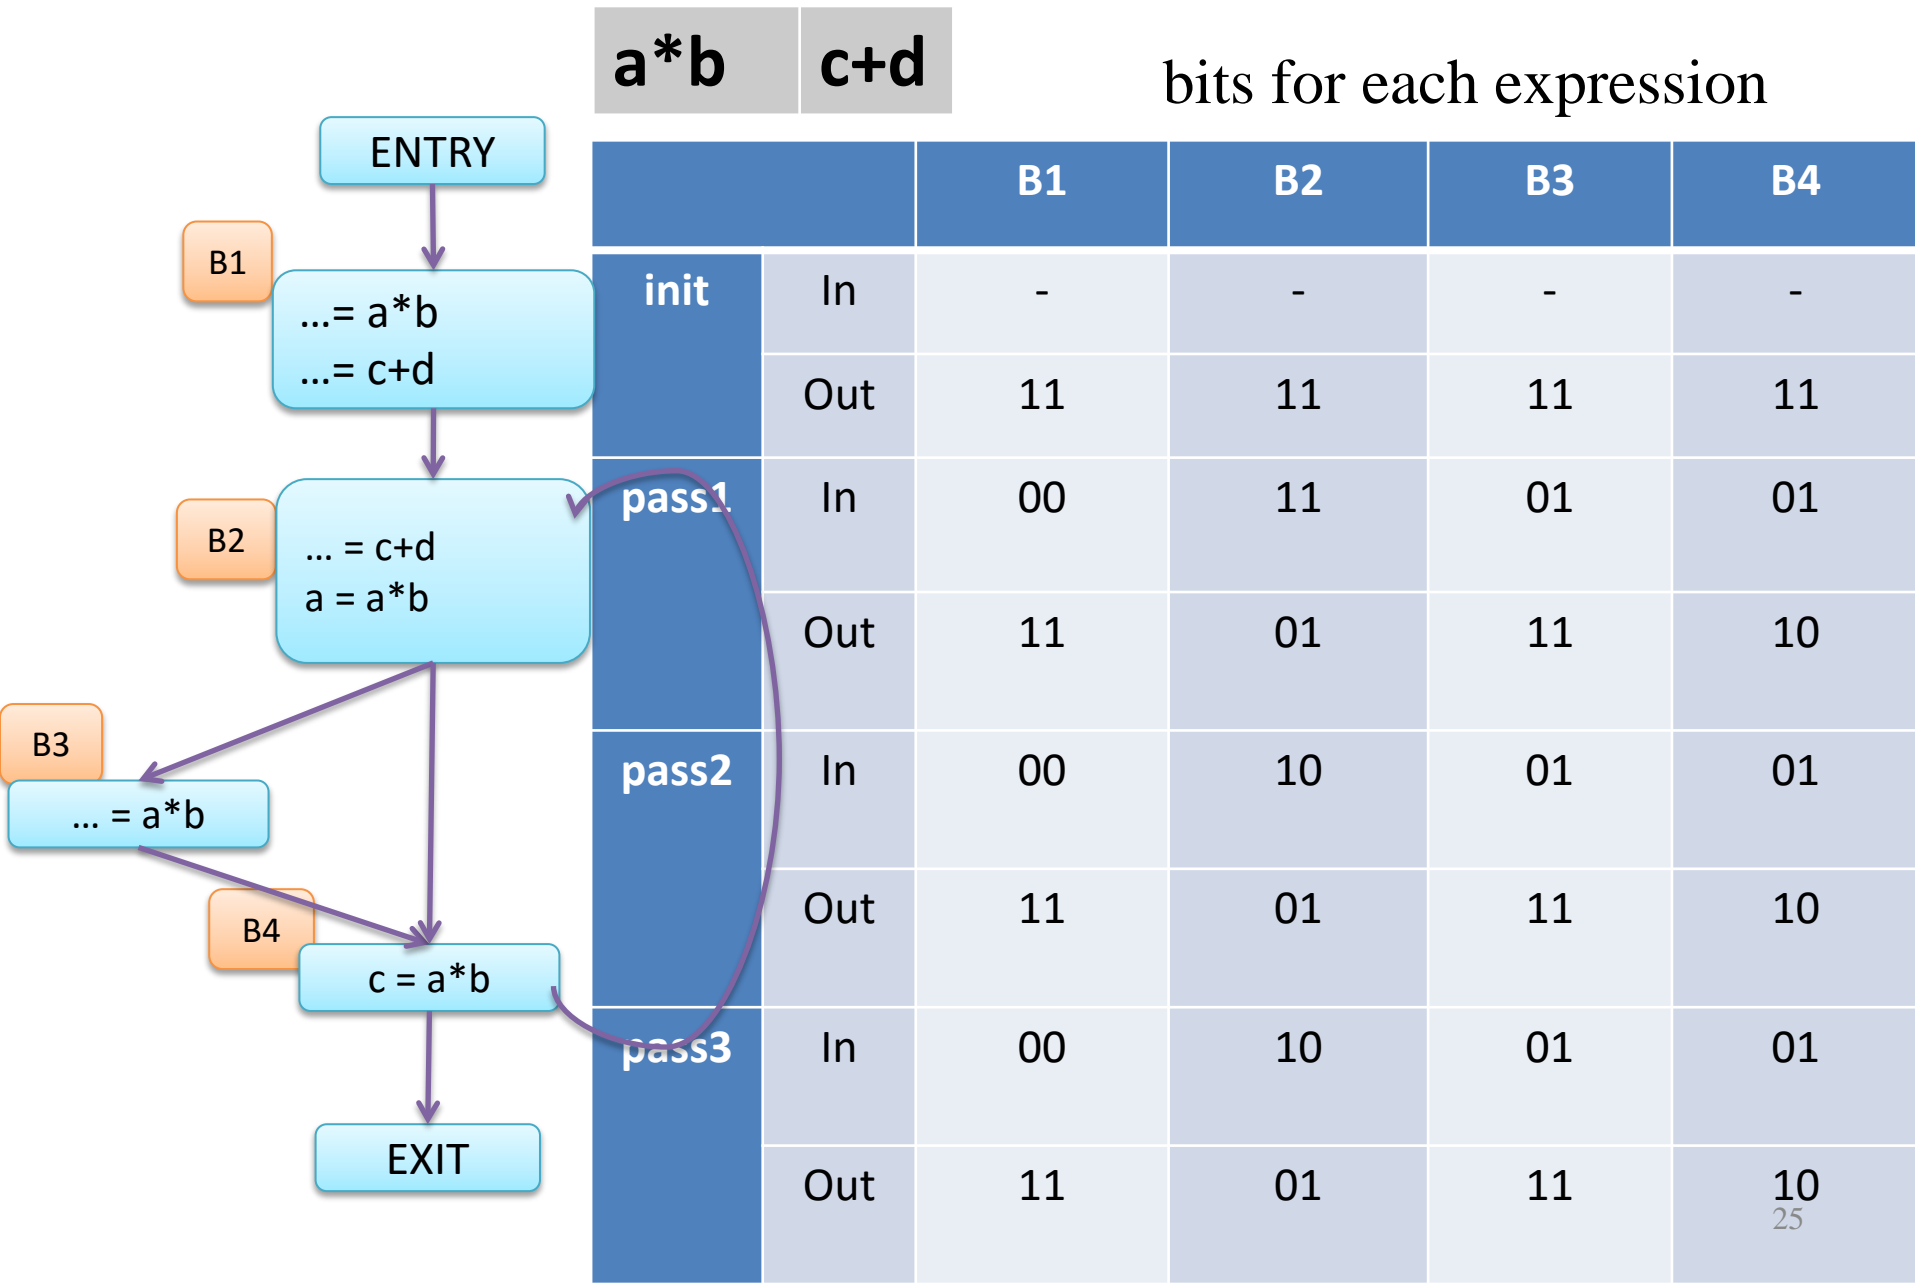 a*b c+d
bits for each expression
ENTRY
B1
...= a*b
...= c+d
B2
... = c+d
a = a*b
B3
... = a*b
B4
c = a*b
EXIT
B1 B2 B3 B4
init In - - - -
Out 11 11 11 11
pass1 In 00 11 01 01
Out 11 01 11 10
pass2 In 00 10 01 01
Out 11 01 11 10
pass3 In 00 10 01 01
Out 11 01 11 10
25